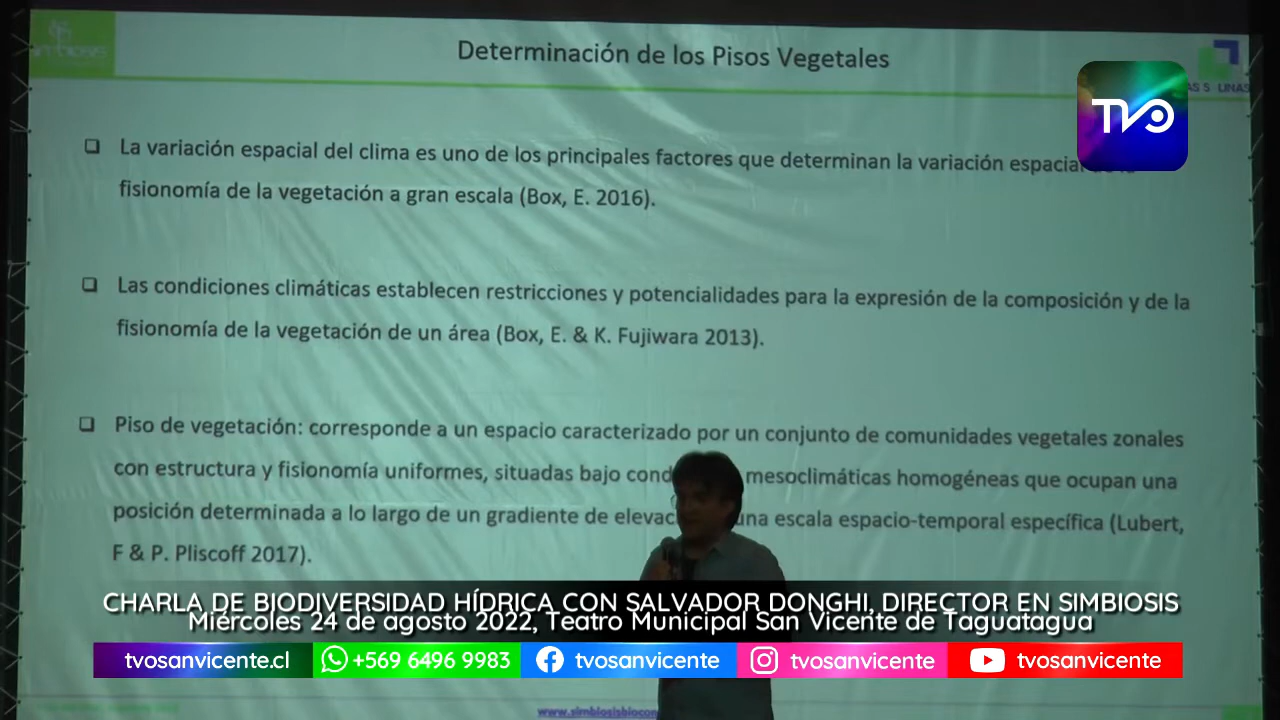 SIMBIOSIS
Determinación de los Pisos Vegetales
AS 5 LINAS
TVO
❑ La variación espacial del clima es uno de los principales factores que determinan la variación espacial
fisionomía de la vegetación a gran escala (Box, E. 2016).
❑ Las condiciones climáticas establecen restricciones y potencialidades para la expresión de la composición y de la
fisionomía de la vegetación de un área (Box, E. & K. Fujiwara 2013).
❑ Piso de vegetación: corresponde a un espacio caracterizado por un conjunto de comunidades vegetales zonales
con estructura y fisionomía uniformes, situadas bajo cond mesoclimáticas homogéneas que ocupan una
posición determinada a lo largo de un gradiente de elevac una escala espacio-temporal específica (Lubert,
F & P. Pliscoff 2017).
CHARLA DE BIODIVERSIDAD HÍDRICA CON SALVADOR DONGHI, DIRECTOR EN SIMBIOSIS
Miércoles 24 de agosto 2022, Teatro Municipal San Vicente de Taguatagua
tvosanvicente.cl +569 6496 9983 tvosanvicente tvosanvicente tvosanvicente
www.simbiosisbiocon